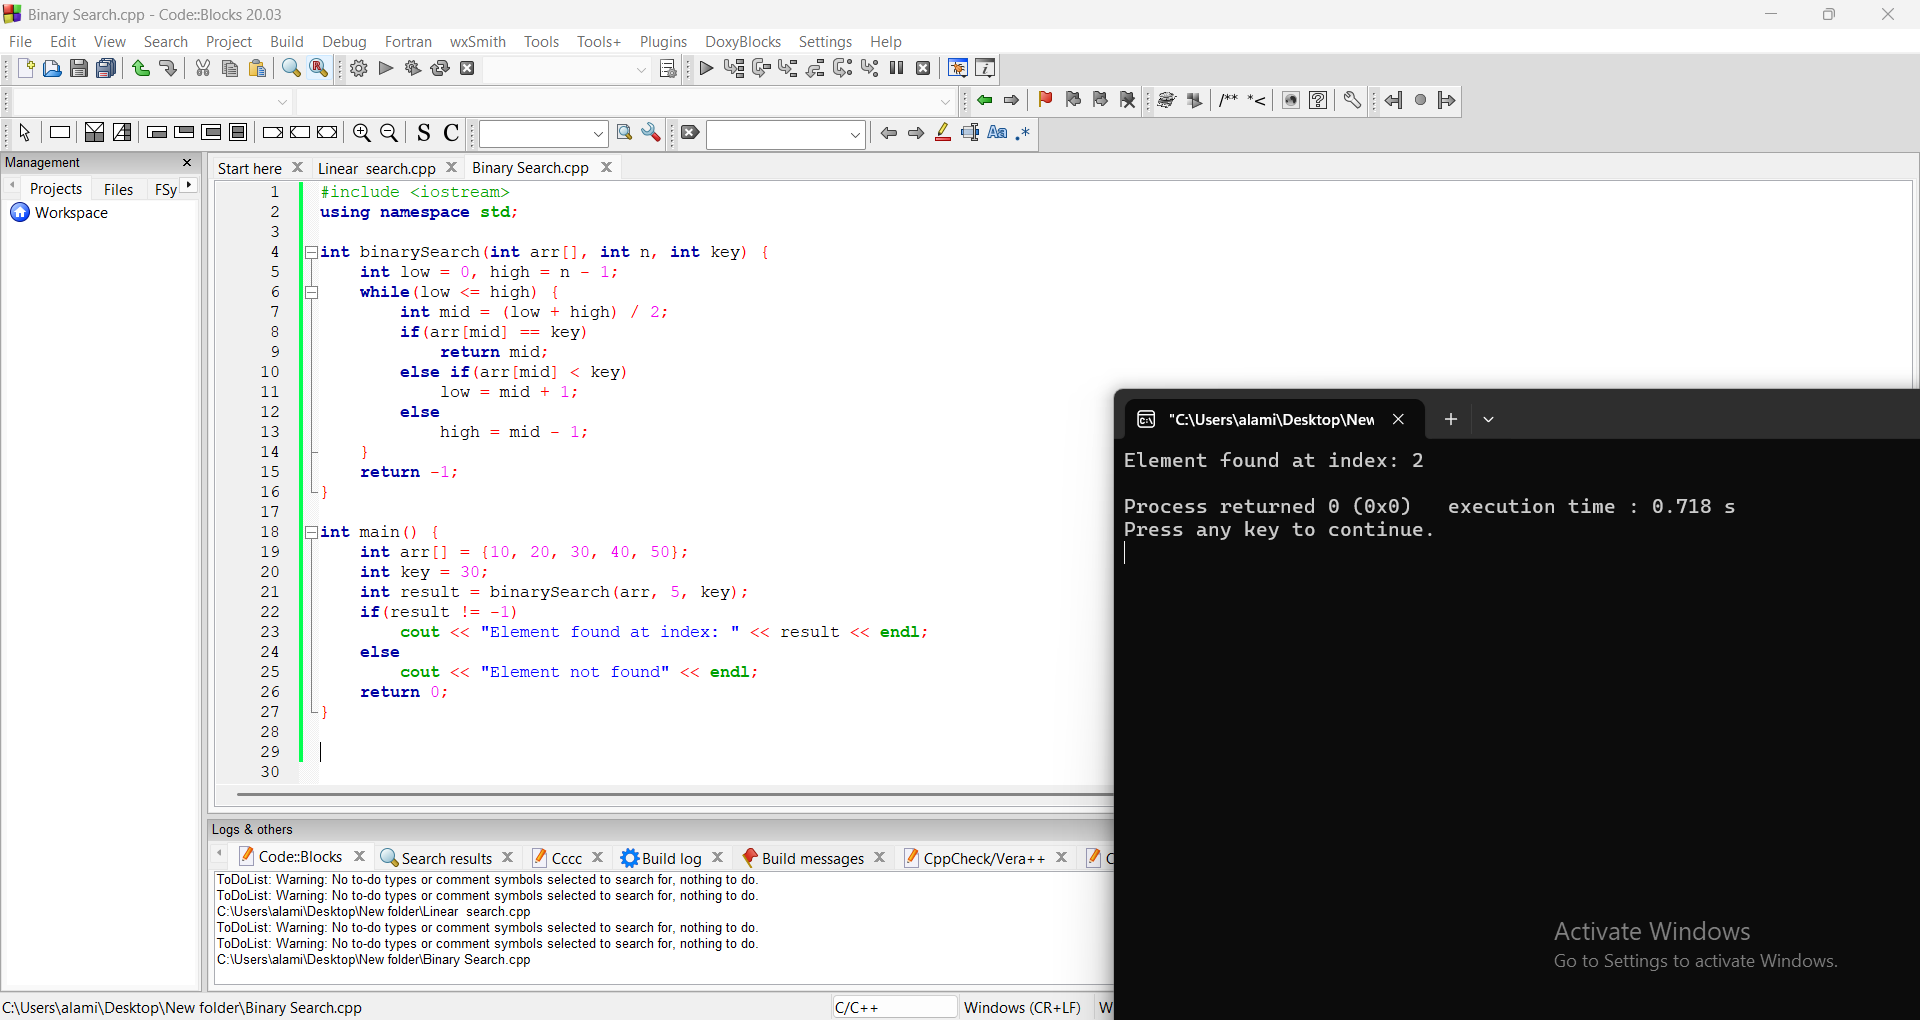 Binary Search.cpp - Code::Blocks 20.03
File Edit View Search Project Build Debug Fortran wxSmith Tools Tools+ Plugins DoxyBlocks Settings Help
/** *<
S C
Aa .*
Management
Projects Files FSy
Workspace
Start here Linear search.cpp Binary Search.cpp
1 #include <iostream>
2 using namespace std;
3
4 int binarySearch(int arr[], int n, int key) {
5     int low = 0, high = n - 1;
6     while(low <= high) {
7         int mid = (low + high) / 2;
8         if(arr[mid] == key)
9             return mid;
10         else if(arr[mid] < key)
11             low = mid + 1;
12         else
13             high = mid - 1;
14     }
15     return -1;
16 }
17
18 int main() {
19     int arr[] = {10, 20, 30, 40, 50};
20     int key = 30;
21     int result = binarySearch(arr, 5, key);
22     if(result != -1)
23         cout << "Element found at index: " << result << endl;
24     else
25         cout << "Element not found" << endl;
26     return 0;
27 }
28
29
30
"C:\Users\alami\Desktop\New
Element found at index: 2
Process returned 0 (0x0)   execution time : 0.718 s
Press any key to continue.
Activate Windows
Go to Settings to activate Windows.
Logs & others
Code::Blocks Search results Cccc Build log Build messages CppCheck/Vera++ C
ToDoList: Warning: No to-do types or comment symbols selected to search for, nothing to do.
ToDoList: Warning: No to-do types or comment symbols selected to search for, nothing to do.
C:\Users\alami\Desktop\New folder\Linear  search.cpp
ToDoList: Warning: No to-do types or comment symbols selected to search for, nothing to do.
ToDoList: Warning: No to-do types or comment symbols selected to search for, nothing to do.
C:\Users\alami\Desktop\New folder\Binary Search.cpp
C:\Users\alami\Desktop\New folder\Binary Search.cpp C/C++ Windows (CR+LF) W